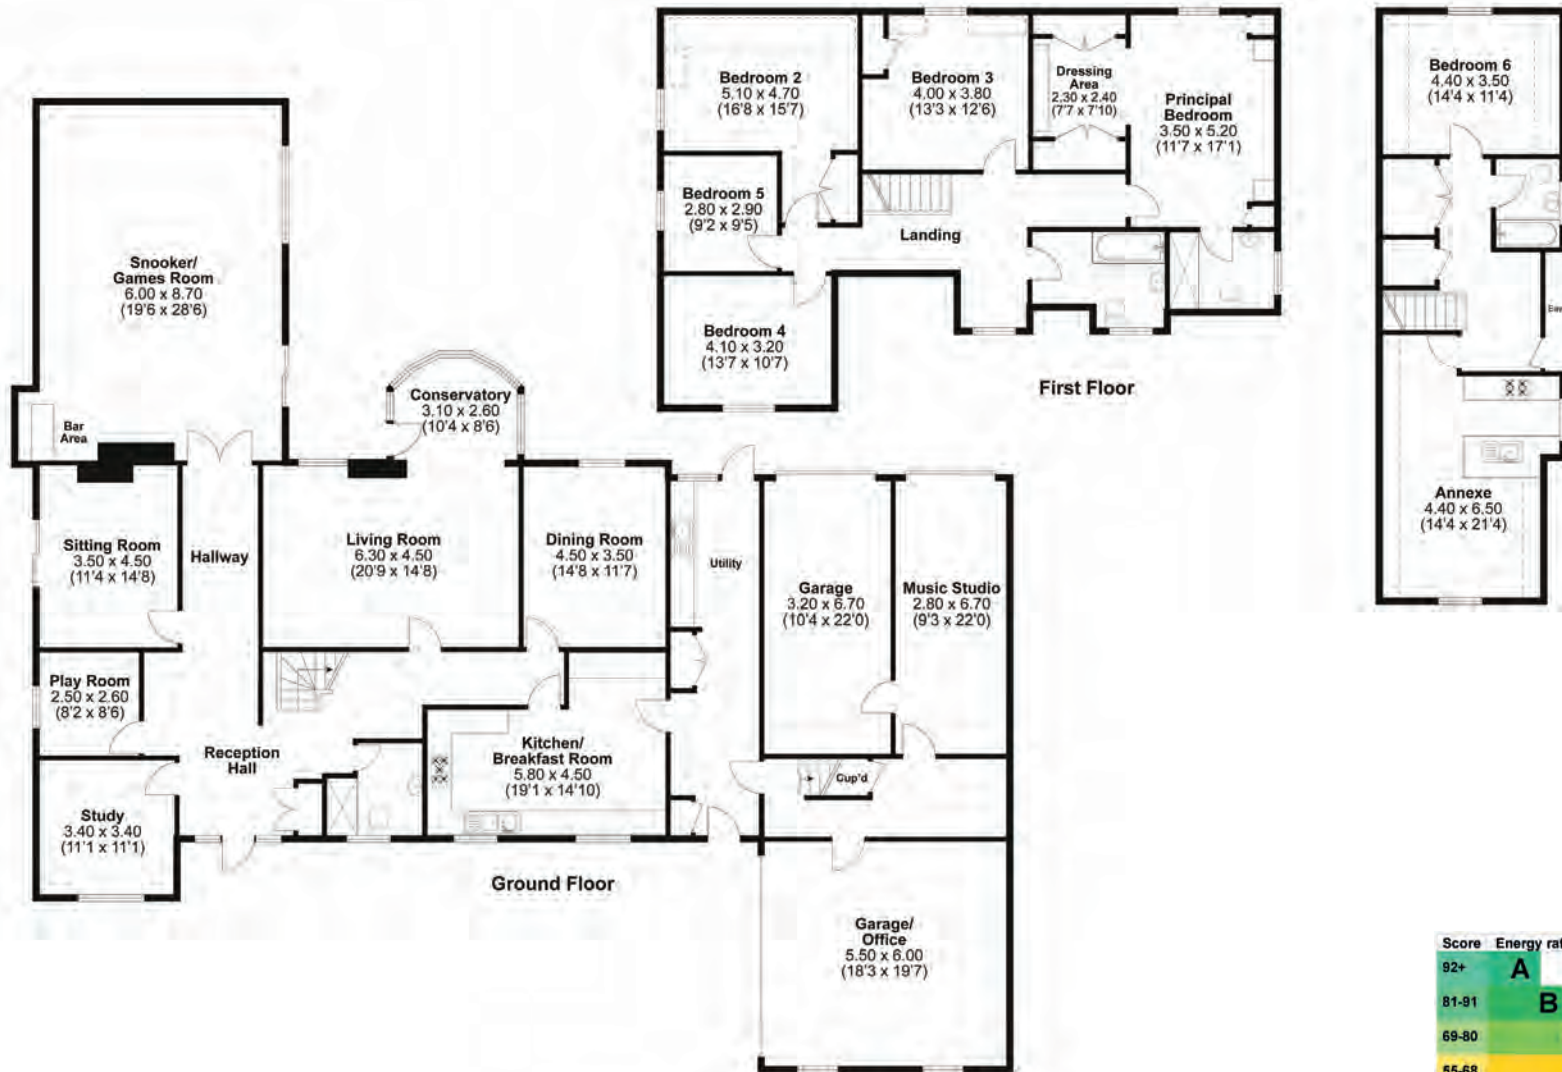 Bedroom 2
5.10 x 4.70
(16'8 x 15'7)
Bedroom 3
4.00 x 3.80
(13'3 x 12'6)
Dressing
Area
2.30 x 2.40
(7'7 x 7'10)
Principal
Bedroom
3.50 x 5.20
(11'7 x 17'1)
Bedroom 5
2.80 x 2.90
(9'2 x 9'5)
Landing
Bedroom 4
4.10 x 3.20
(13'7 x 10'7)
First Floor
Bedroom 6
4.40 x 3.50
(14'4 x 11'4)
Annexe
4.40 x 6.50
(14'4 x 21'4)
Snooker/
Games Room
6.00 x 8.70
(19'6 x 28'6)
Bar
Area
Conservatory
3.10 x 2.60
(10'4 x 8'6)
Sitting Room
3.50 x 4.50
(11'4 x 14'8)
Hallway
Living Room
6.30 x 4.50
(20'9 x 14'8)
Dining Room
4.50 x 3.50
(14'8 x 11'7)
Utility
Garage
3.20 x 6.70
(10'4 x 22'0)
Music Studio
2.80 x 6.70
(9'3 x 22'0)
Play Room
2.50 x 2.60
(8'2 x 8'6)
Reception
Hall
Kitchen/
Breakfast Room
5.80 x 4.50
(19'1 x 14'10)
Cup'd
Study
3.40 x 3.40
(11'1 x 11'1)
Ground Floor
Garage/
Office
5.50 x 6.00
(18'3 x 19'7)
Score Energy rat
92+ A
81-91 B
69-80
55-68